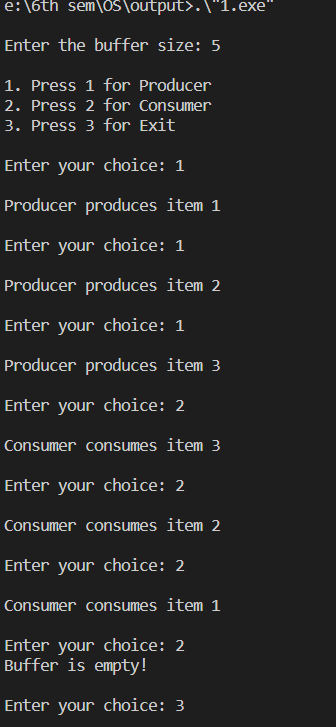 e:\6th sem\OS\output>.\"1.exe"
Enter the buffer size: 5
1. Press 1 for Producer
2. Press 2 for Consumer
3. Press 3 for Exit
Enter your choice: 1
Producer produces item 1
Enter your choice: 1
Producer produces item 2
Enter your choice: 1
Producer produces item 3
Enter your choice: 2
Consumer consumes item 3
Enter your choice: 2
Consumer consumes item 2
Enter your choice: 2
Consumer consumes item 1
Enter your choice: 2
Buffer is empty!
Enter your choice: 3